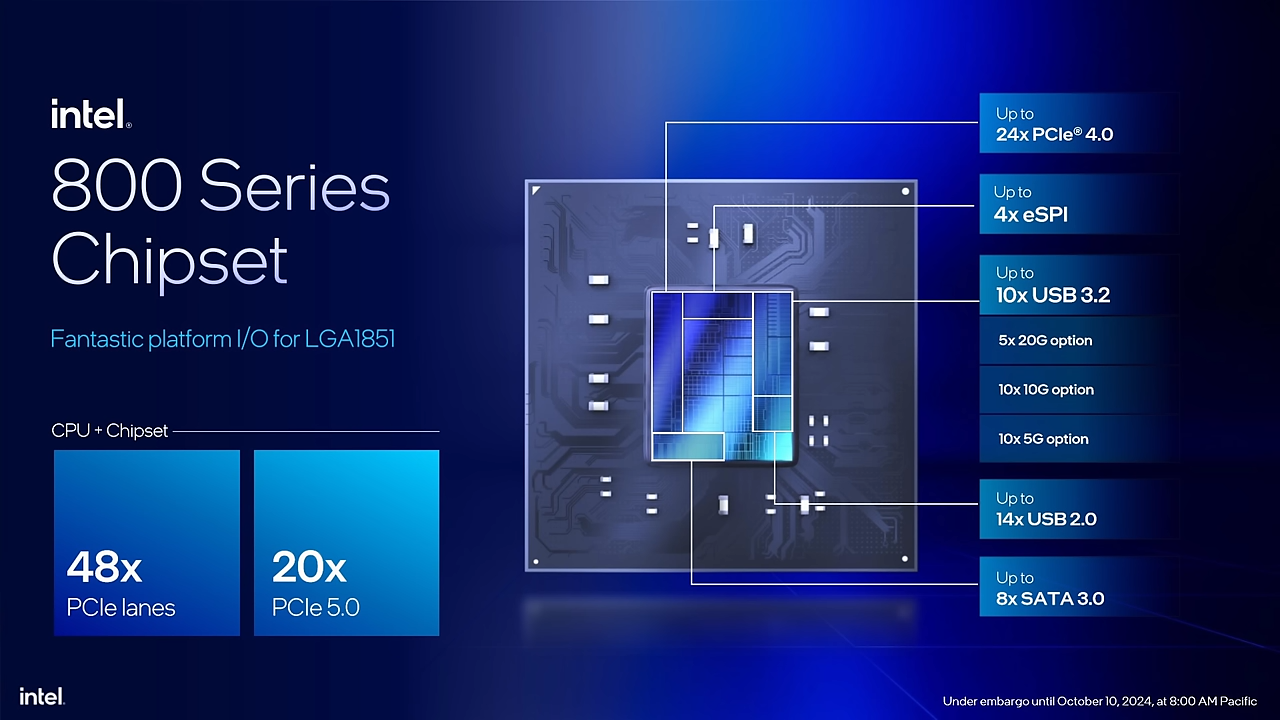 intel®
800 Series
Chipset
Fantastic platform I/O for LGA1851
CPU + Chipset
48x
PCIe lanes
20x
PCIe 5.0
Up to
24x PCIe® 4.0
Up to
4x eSPI
Up to
10x USB 3.2
5x 20G option
10x 10G option
10x 5G option
Up to
14x USB 2.0
Up to
8x SATA 3.0
intel.
Under embargo until October 10, 2024, at 8:00 AM Pacific